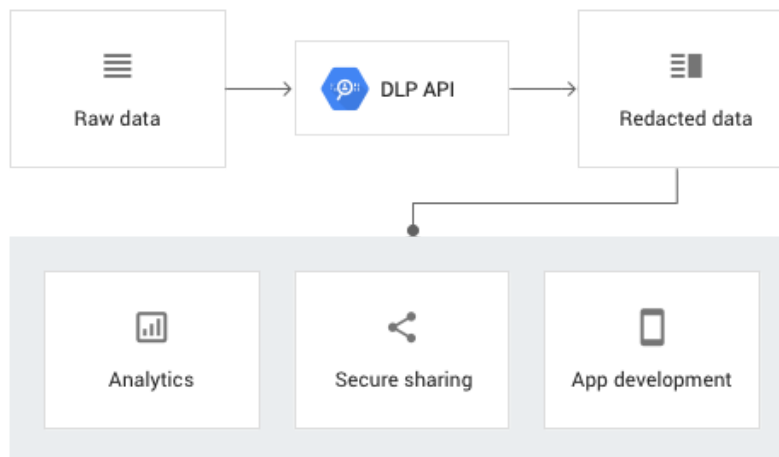 Raw data
DLP API
Redacted data
Analytics
Secure sharing
App development